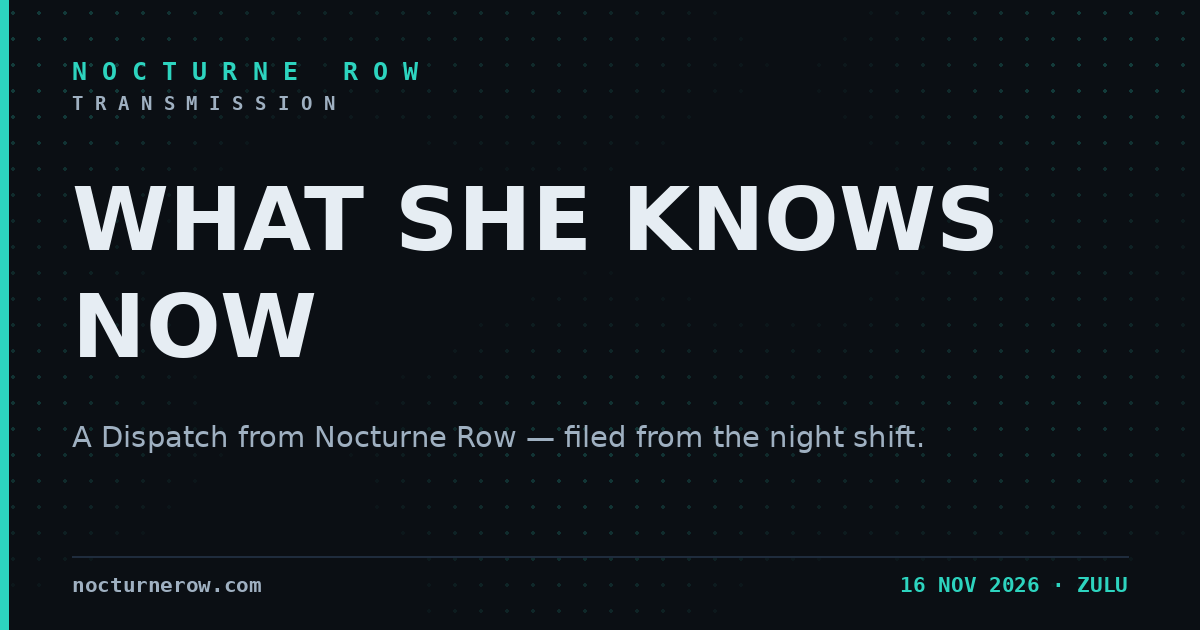 NOCTURNE ROW
TRANSMISSION
WHAT SHE KNOWS
NOW
A Dispatch from Nocturne Row — filed from the night shift.
nocturnerow.com
16 NOV 2026 · ZULU